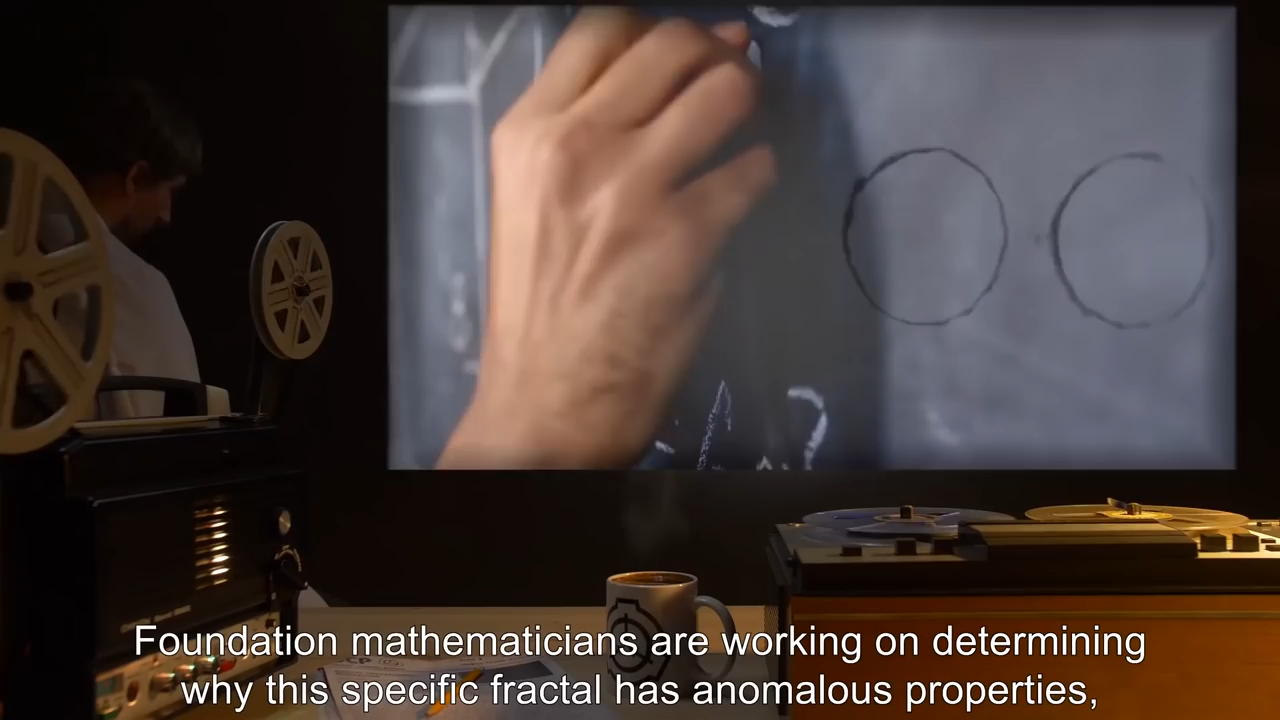 Foundation mathematicians are working on determining
why this specific fractal has anomalous properties,